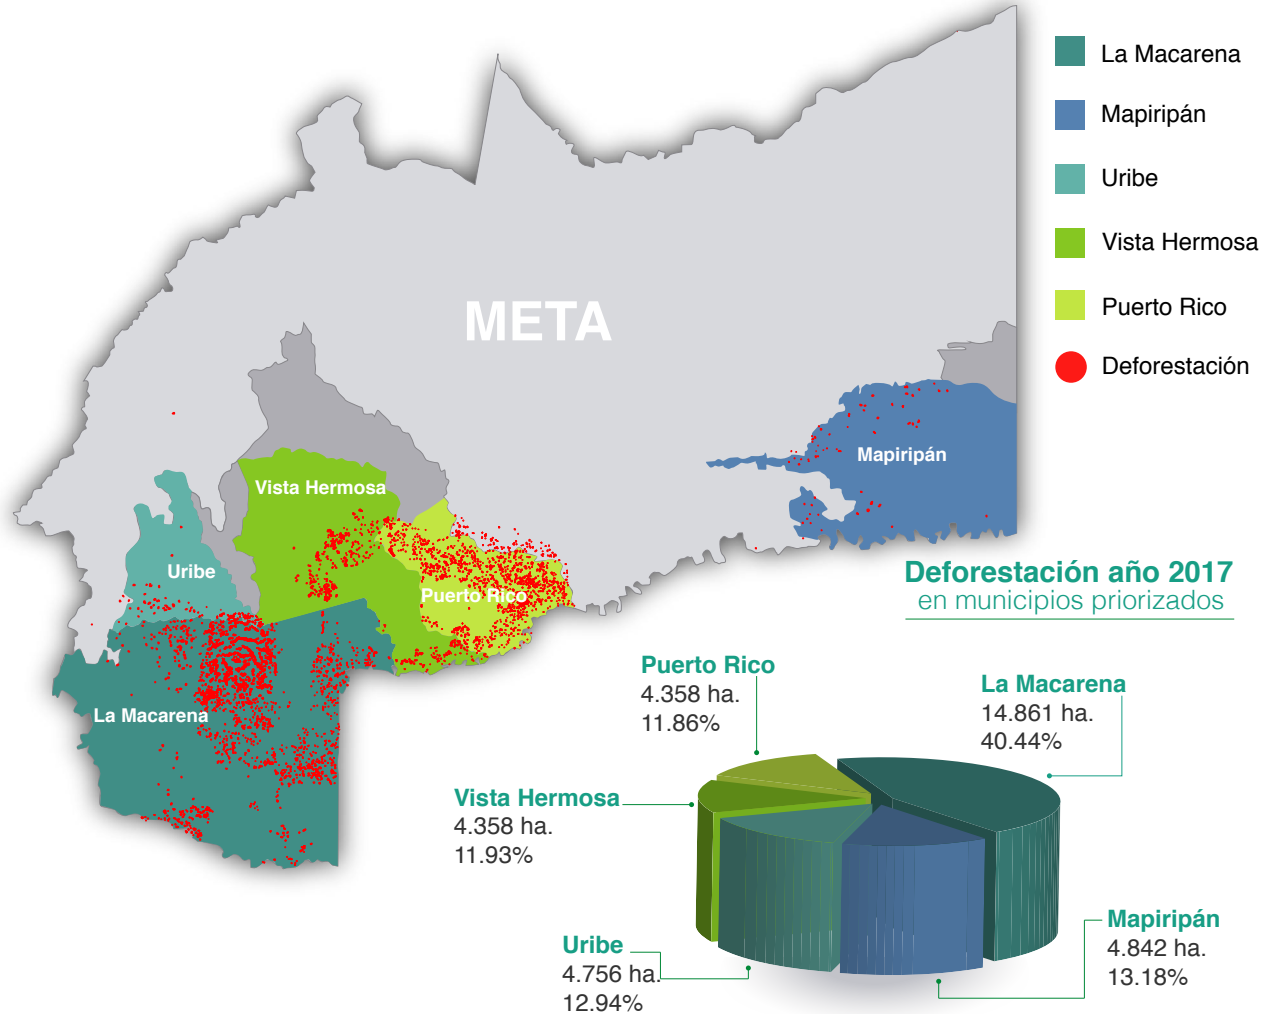 La Macarena
Mapiripán
Uribe
Vista Hermosa
Puerto Rico
Deforestación
META
Mapiripán
Vista Hermosa
Uribe
Puerto Rico
La Macarena
Deforestación año 2017
en municipios priorizados
Puerto Rico
4.358 ha.
11.86%
La Macarena
14.861 ha.
40.44%
Vista Hermosa
4.358 ha.
11.93%
Uribe
4.756 ha.
12.94%
Mapiripán
4.842 ha.
13.18%